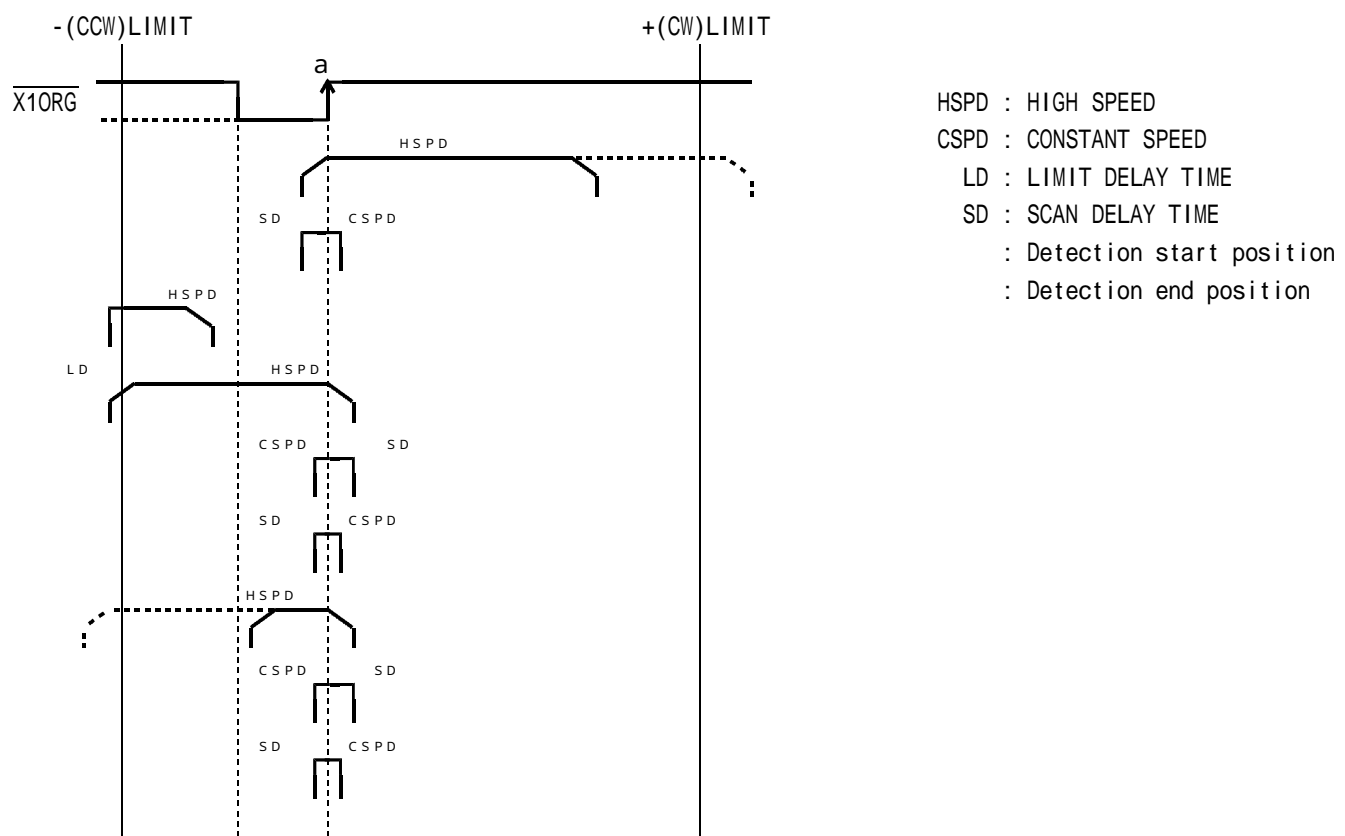 -(CCW)LIMIT
+(CW)LIMIT
a
X1ORG
HSPD : HIGH SPEED
CSPD : CONSTANT SPEED
LD : LIMIT DELAY TIME
SD : SCAN DELAY TIME
: Detection start position
: Detection end position
HSPD
SD CSPD
HSPD
LD HSPD
CSPD SD
SD CSPD
HSPD
CSPD SD
SD CSPD